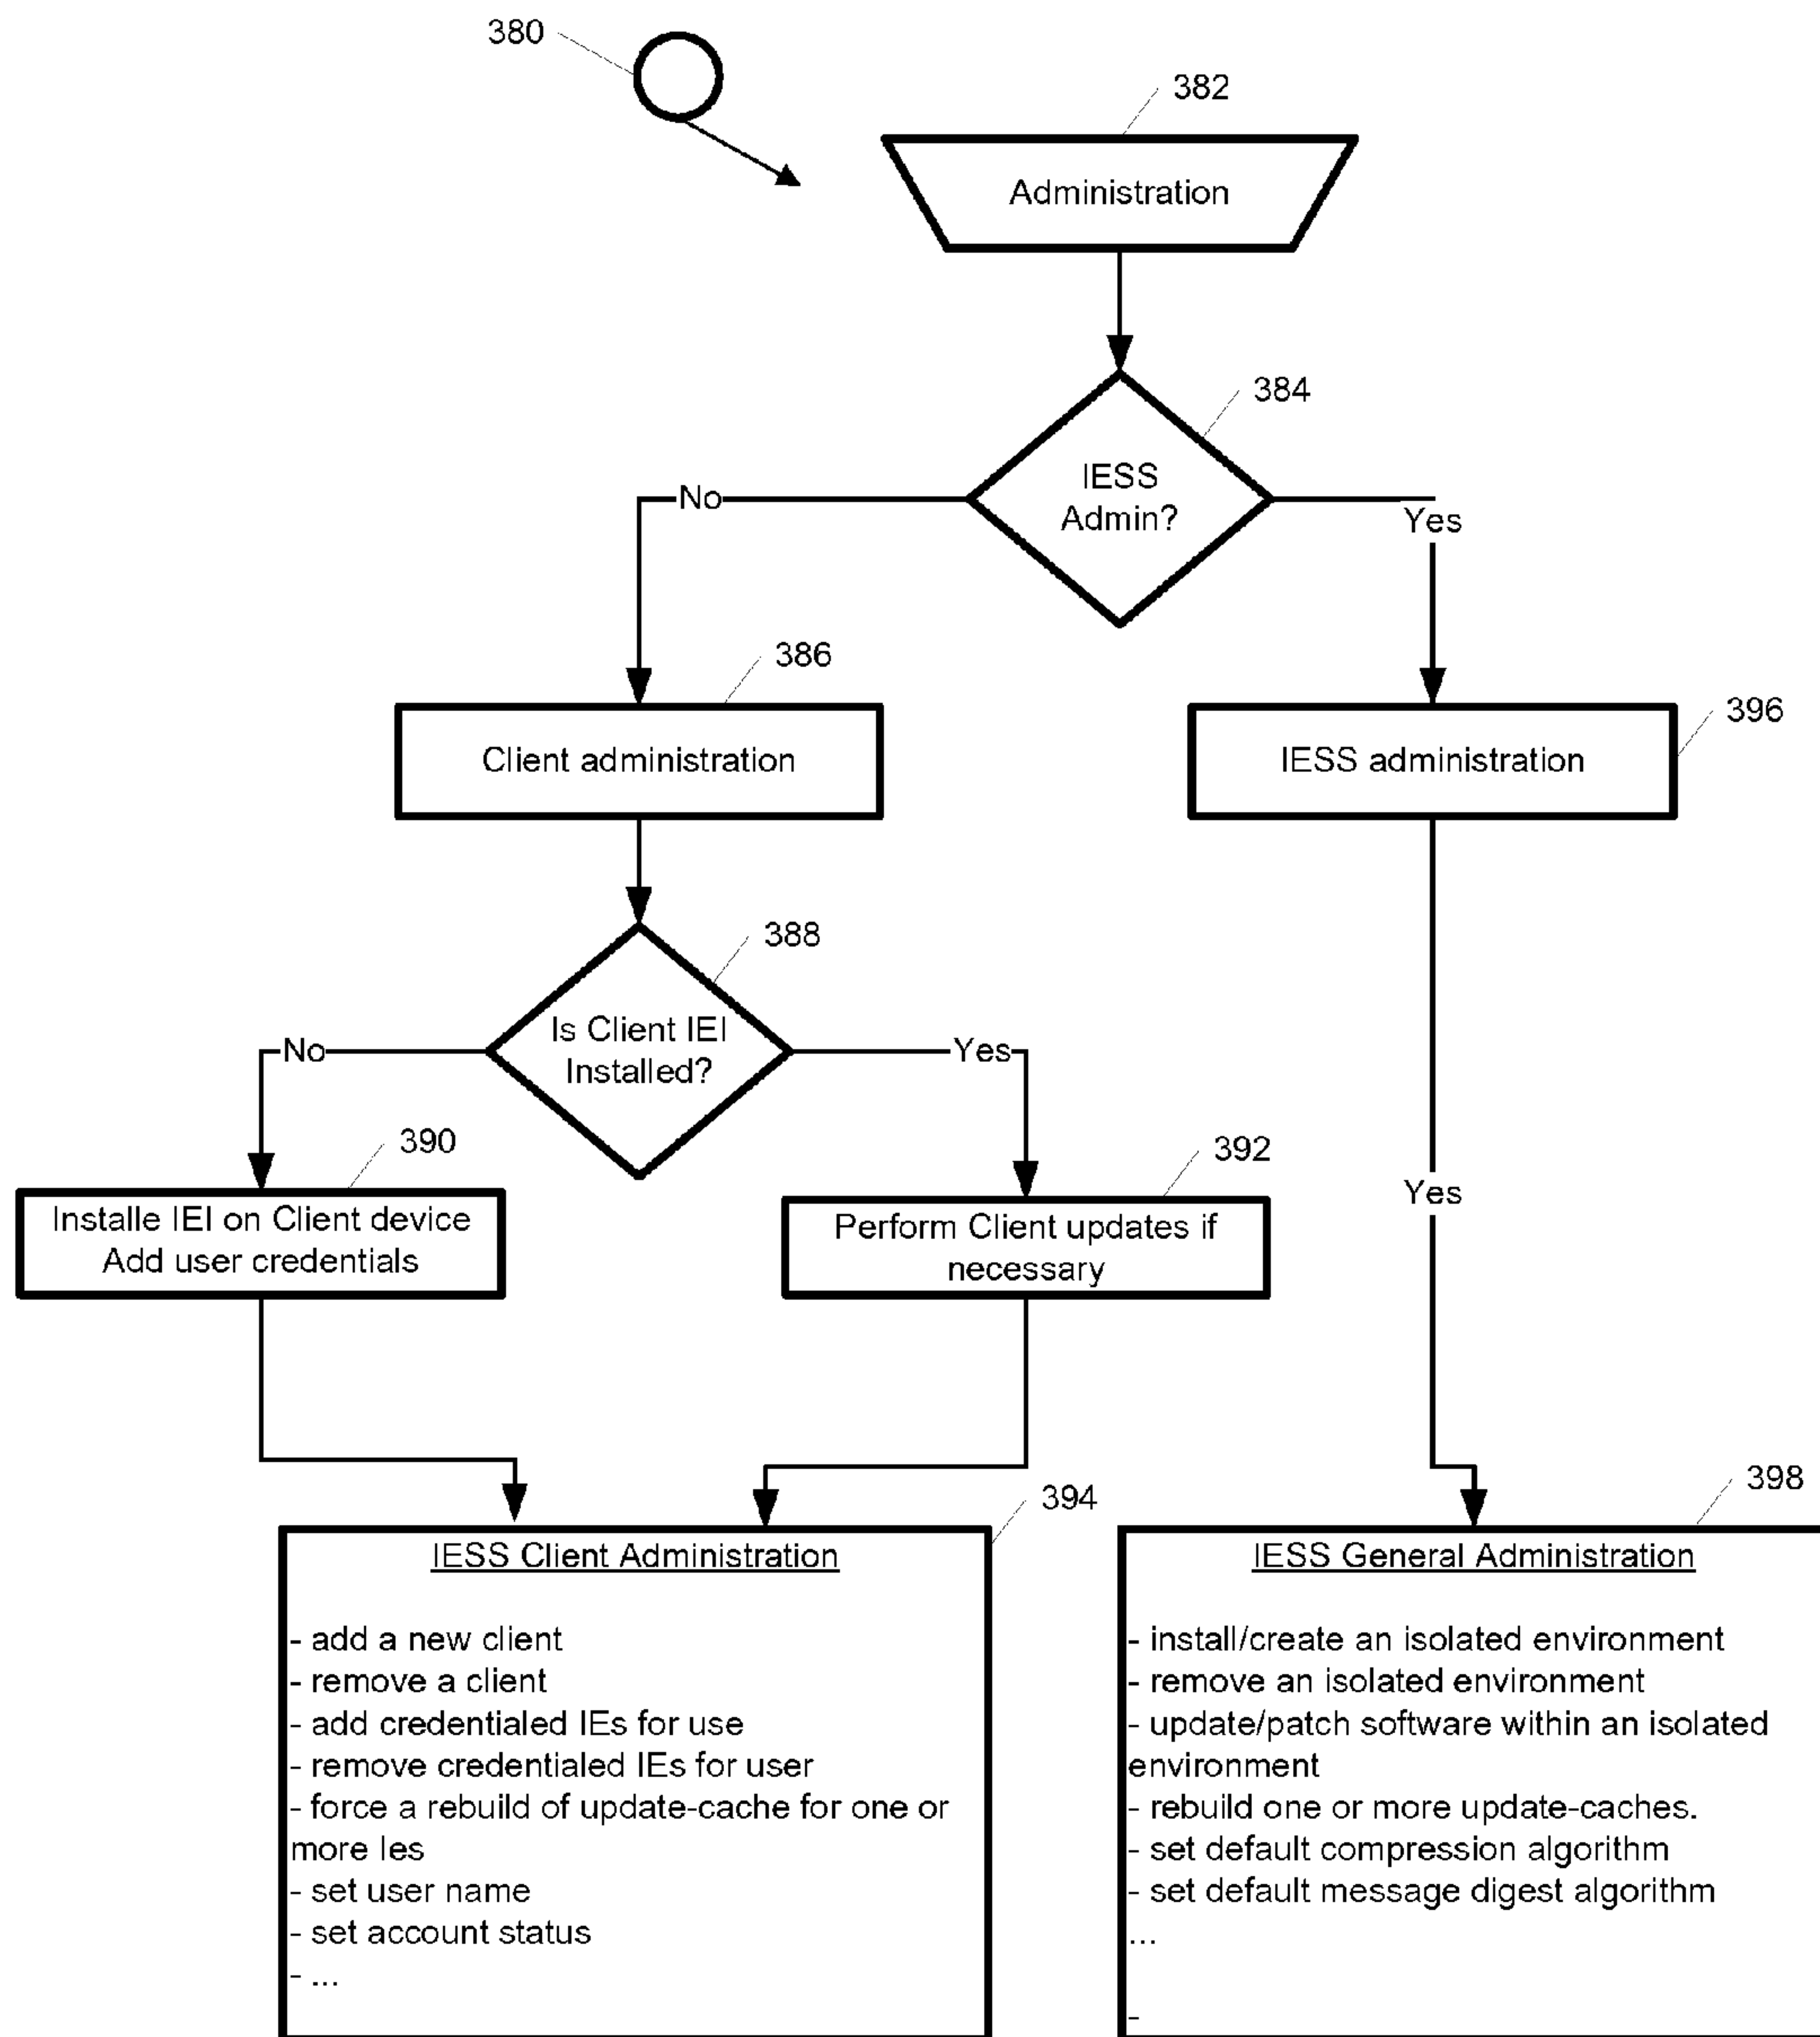 380
382
Administration
384
IESS
Admin?
No
Yes
386
Client administration
396
IESS administration
388
Is Client IEI
Installed?
No
Yes
390
Installe IEI on Client device
Add user credentials
392
Perform Client updates if
necessary
Yes
394
IESS Client Administration
- add a new client
- remove a client
- add credentialed IEs for use
- remove credentialed IEs for user
- force a rebuild of update-cache for one or
more Ies
- set user name
- set account status
- ...
398
IESS General Administration
- install/create an isolated environment
- remove an isolated environment
- update/patch software within an isolated
environment
- rebuild one or more update-caches.
- set default compression algorithm
- set default message digest algorithm
...
-